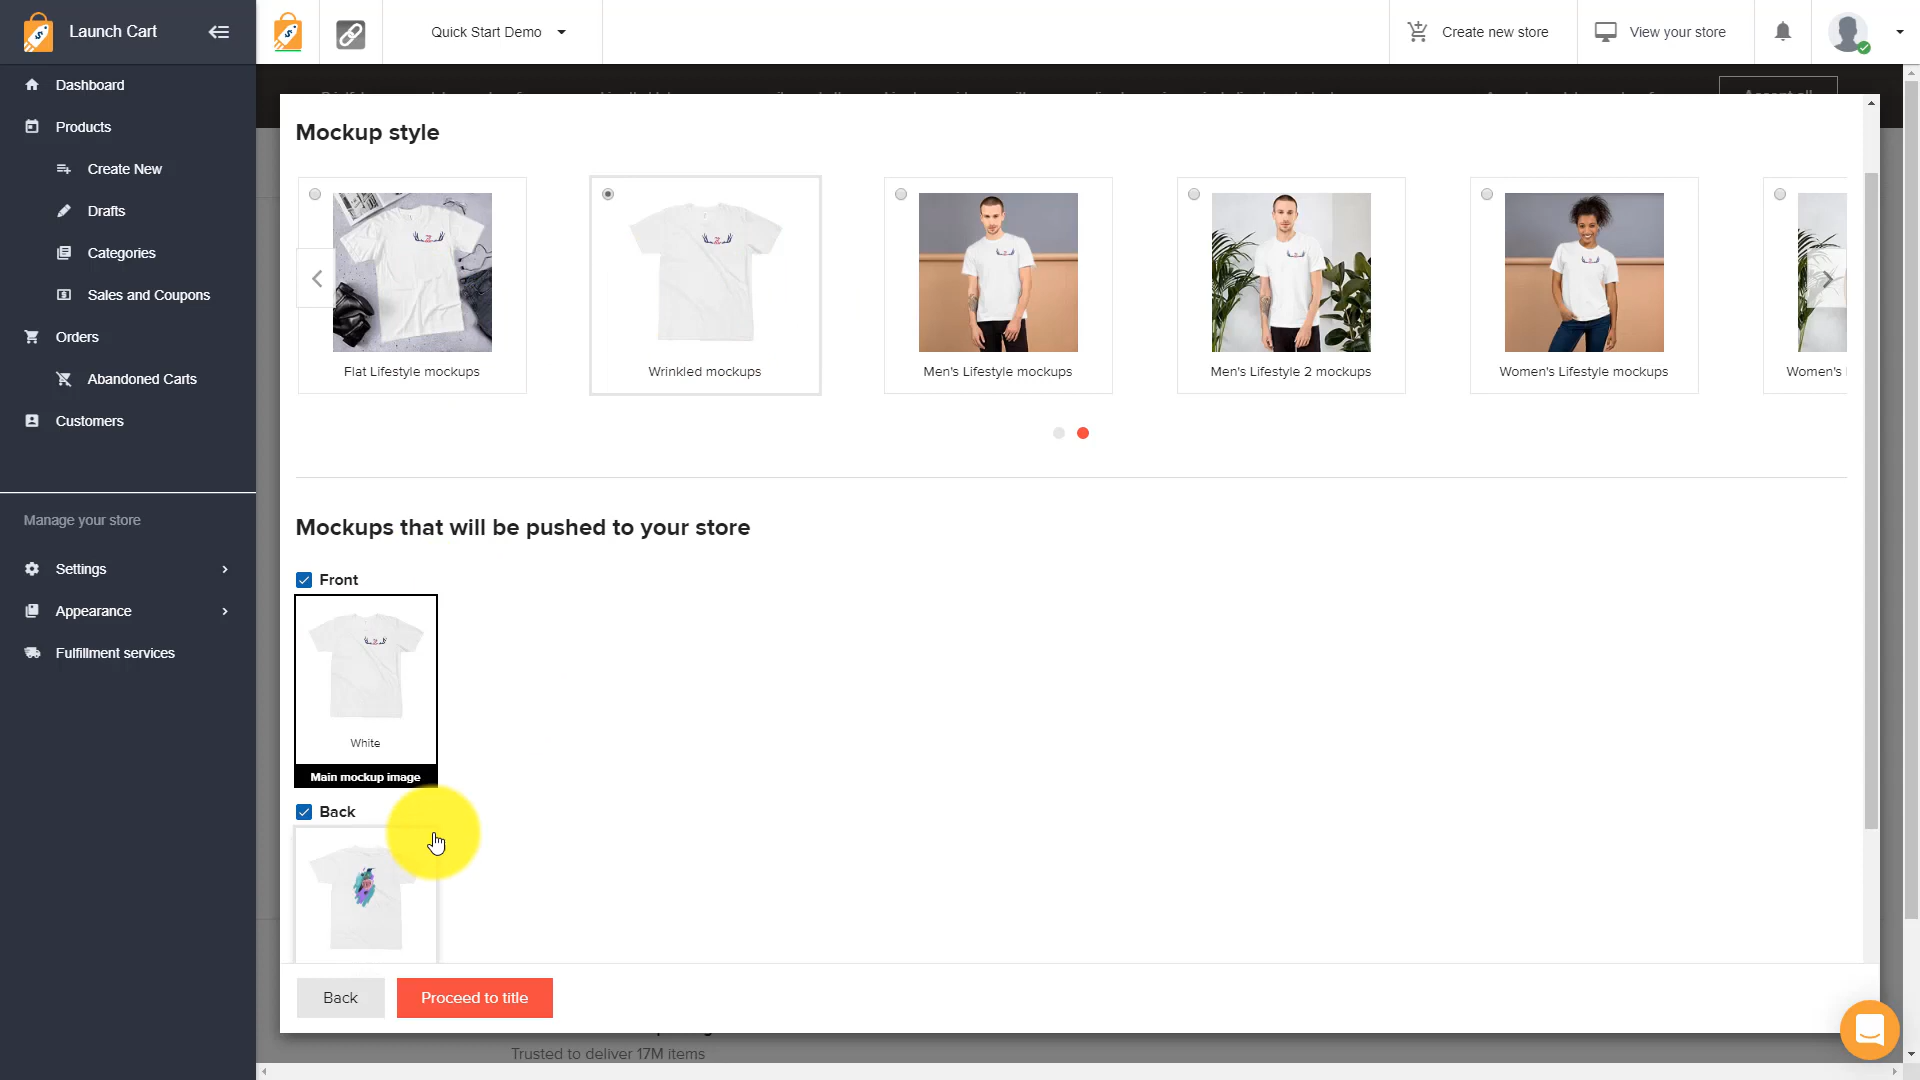 Launch Cart
Quick Start Demo
Create new store
View your store
Dashboard
Products
Create New
Drafts
Categories
Sales and Coupons
Orders
Abandoned Carts
Customers
Manage your store
Settings
Appearance
Fulfillment services
Mockup style
Flat Lifestyle mockups
Wrinkled mockups
Men's Lifestyle mockups
Men's Lifestyle 2 mockups
Women's Lifestyle mockups
Women's
Mockups that will be pushed to your store
Front
White
Main mockup image
Back
Back
Proceed to title
Trusted to deliver 17M items